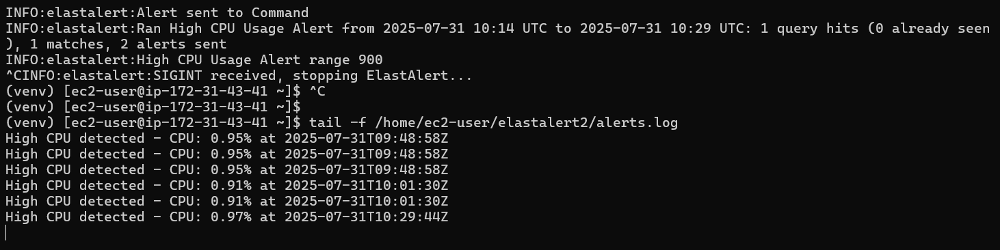 INFO:elastalert:Alert sent to Command
INFO:elastalert:Ran High CPU Usage Alert from 2025-07-31 10:14 UTC to 2025-07-31 10:29 UTC: 1 query hits (0 already seen
), 1 matches, 2 alerts sent
INFO:elastalert:High CPU Usage Alert range 900
^CINFO:elastalert:SIGINT received, stopping ElastAlert...
(venv) [ec2-user@ip-172-31-43-41 ~]$ ^C
(venv) [ec2-user@ip-172-31-43-41 ~]$
(venv) [ec2-user@ip-172-31-43-41 ~]$ tail -f /home/ec2-user/elastalert2/alerts.log
High CPU detected - CPU: 0.95% at 2025-07-31T09:48:58Z
High CPU detected - CPU: 0.95% at 2025-07-31T09:48:58Z
High CPU detected - CPU: 0.95% at 2025-07-31T09:48:58Z
High CPU detected - CPU: 0.91% at 2025-07-31T10:01:30Z
High CPU detected - CPU: 0.91% at 2025-07-31T10:01:30Z
High CPU detected - CPU: 0.97% at 2025-07-31T10:29:44Z